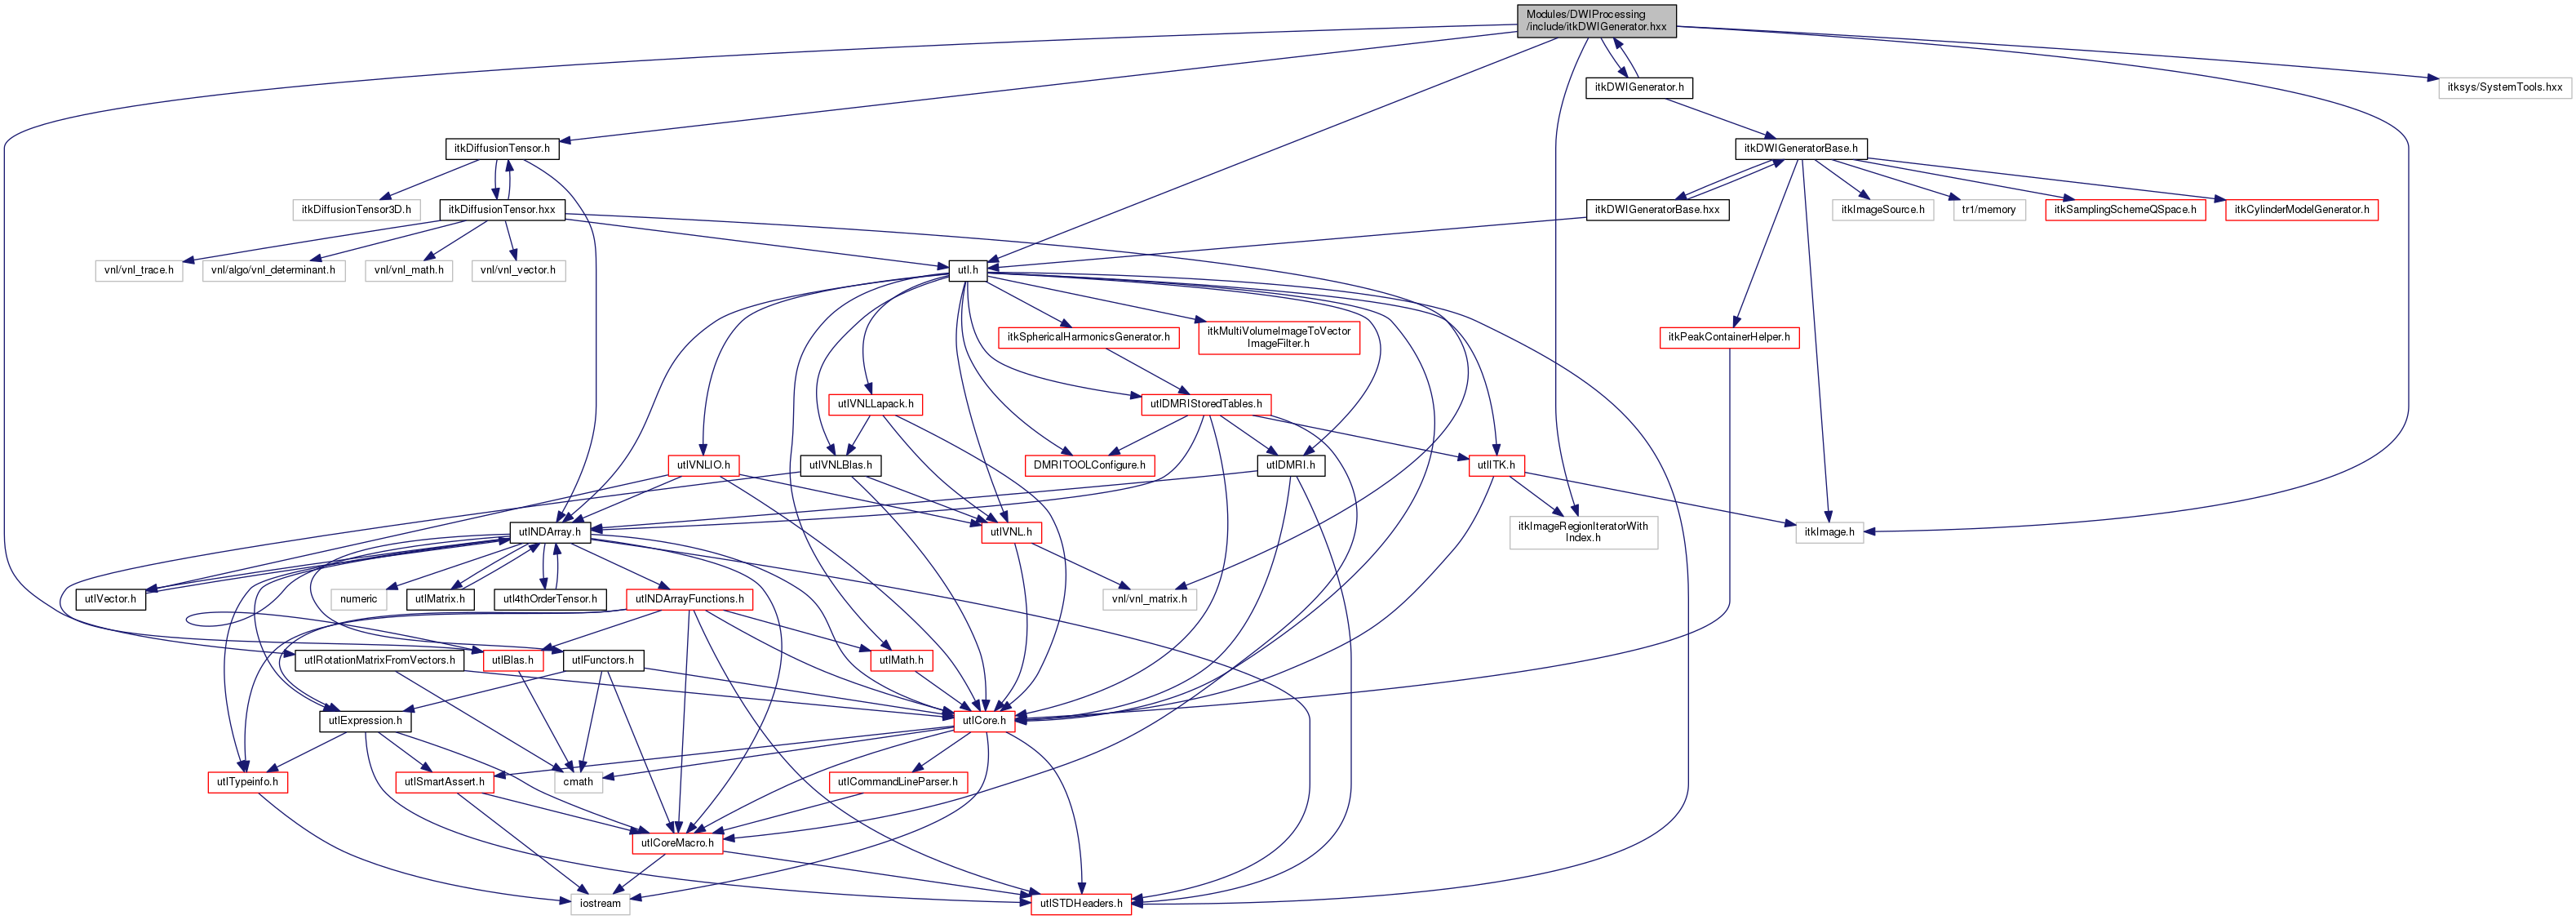 Modules/DWIProcessing
/include/itkDWIGenerator.hxx
itkDWIGenerator.h
itksys/SystemTools.hxx
itkDiffusionTensor.h
itkDWIGeneratorBase.h
itkDiffusionTensor3D.h
itkDiffusionTensor.hxx
itkDWIGeneratorBase.hxx
itkImageSource.h
tr1/memory
itkSamplingSchemeQSpace.h
itkCylinderModelGenerator.h
vnl/vnl_trace.h
vnl/algo/vnl_determinant.h
vnl/vnl_math.h
vnl/vnl_vector.h
utl.h
itkSphericalHarmonicsGenerator.h
itkMultiVolumeImageToVector
ImageFilter.h
itkPeakContainerHelper.h
utlVNLLapack.h
utlDMRIStoredTables.h
utlVNLIO.h
utlVNLBlas.h
DMRITOOLConfigure.h
utlDMRI.h
utlITK.h
utlNDArray.h
utlVNL.h
itkImageRegionIteratorWith
Index.h
itkImage.h
utlVector.h
numeric
utlMatrix.h
utl4thOrderTensor.h
utlNDArrayFunctions.h
vnl/vnl_matrix.h
utlRotationMatrixFromVectors.h
utlBlas.h
utlFunctors.h
utlMath.h
utlExpression.h
utlCore.h
utlTypeinfo.h
utlSmartAssert.h
cmath
utlCommandLineParser.h
utlCoreMacro.h
iostream
utlSTDHeaders.h